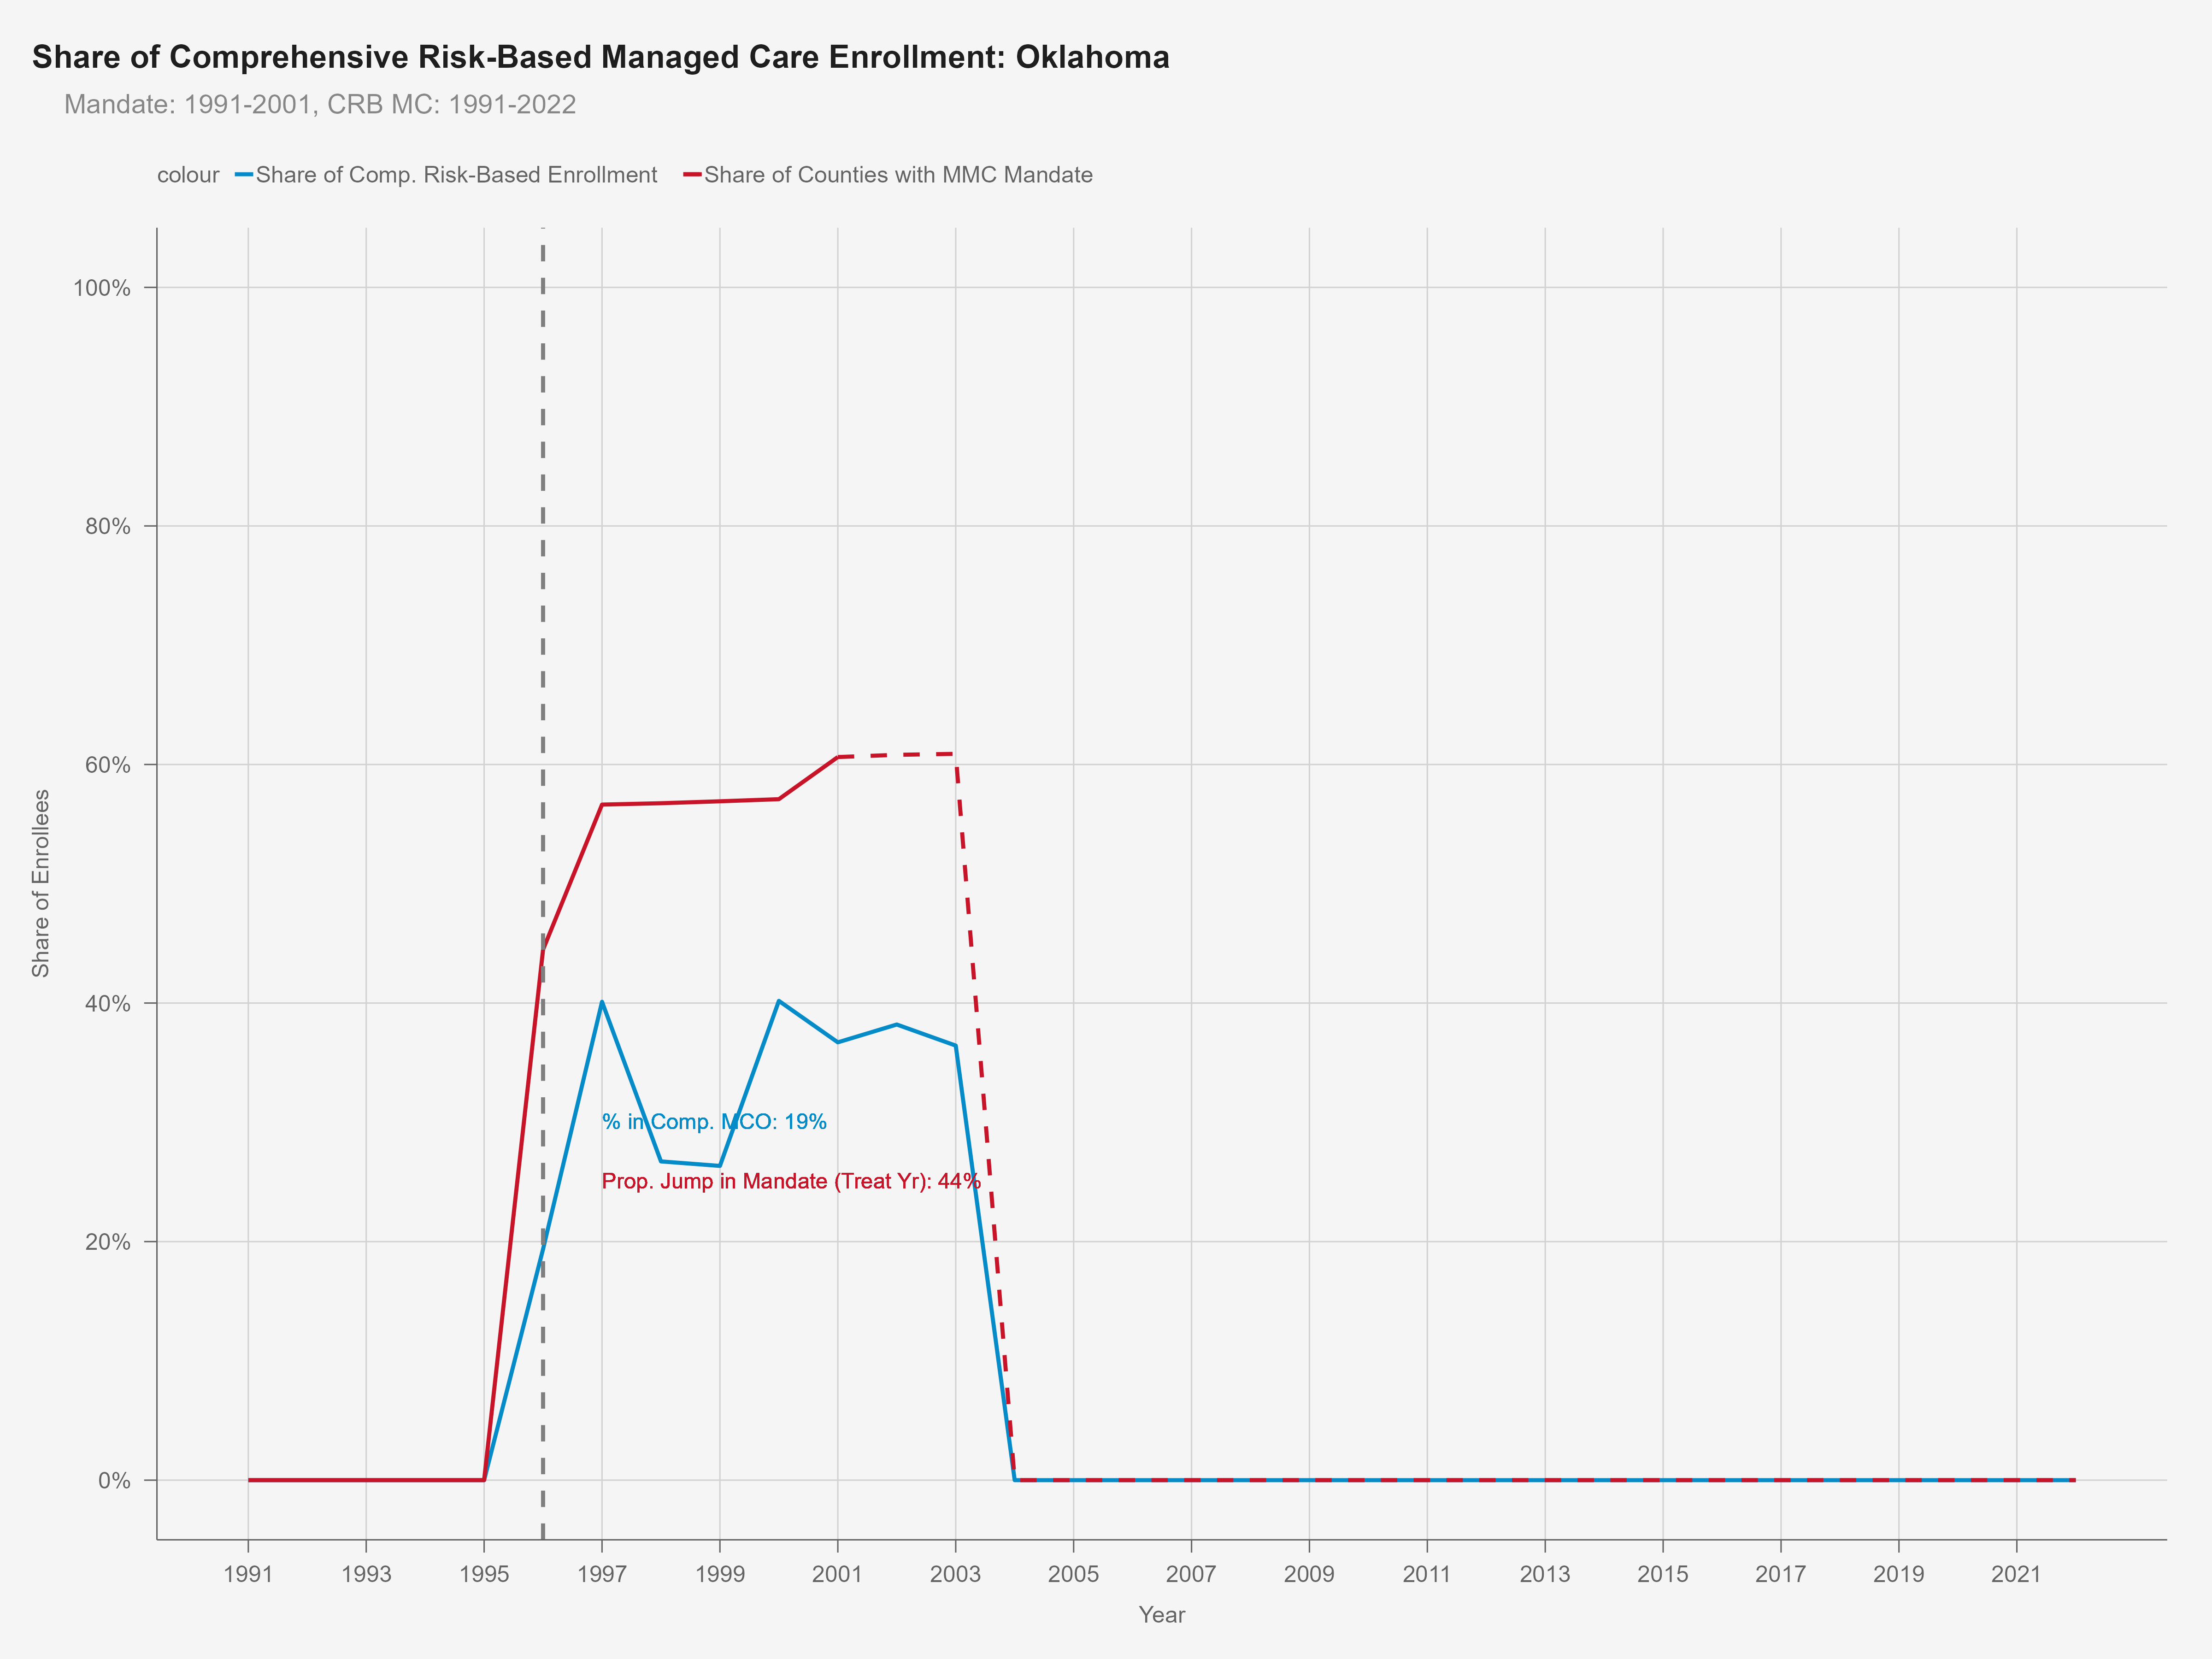 Share of Comprehensive Risk-Based Managed Care Enrollment: Oklahoma
Mandate: 1991-2001, CRB MC: 1991-2022
colour Share of Comp. Risk-Based Enrollment Share of Counties with MMC Mandate
100%
80%
60%
40%
20%
0%
Share of Enrollees
% in Comp. MCO: 19%
Prop. Jump in Mandate (Treat Yr): 44%
1991 1993 1995 1997 1999 2001 2003 2005 2007 2009 2011 2013 2015 2017 2019 2021
Year